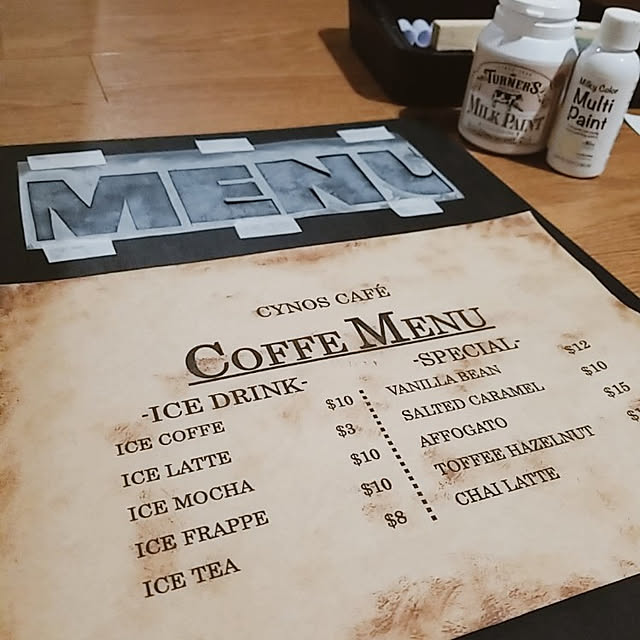 TURNER'S
MILK PAINT
Milky Color
Multi
Paint
MENU
CYNOS CAFÉ
COFFE MENU
-ICE DRINK-
ICE COFFE $10
ICE LATTE $3
ICE MOCHA $10
ICE FRAPPE $10
ICE TEA $8
-SPECIAL-
VANILLA BEAN $12
SALTED CARAMEL $10
AFFOGATO $15
TOFFEE HAZELNUT
CHAI LATTE